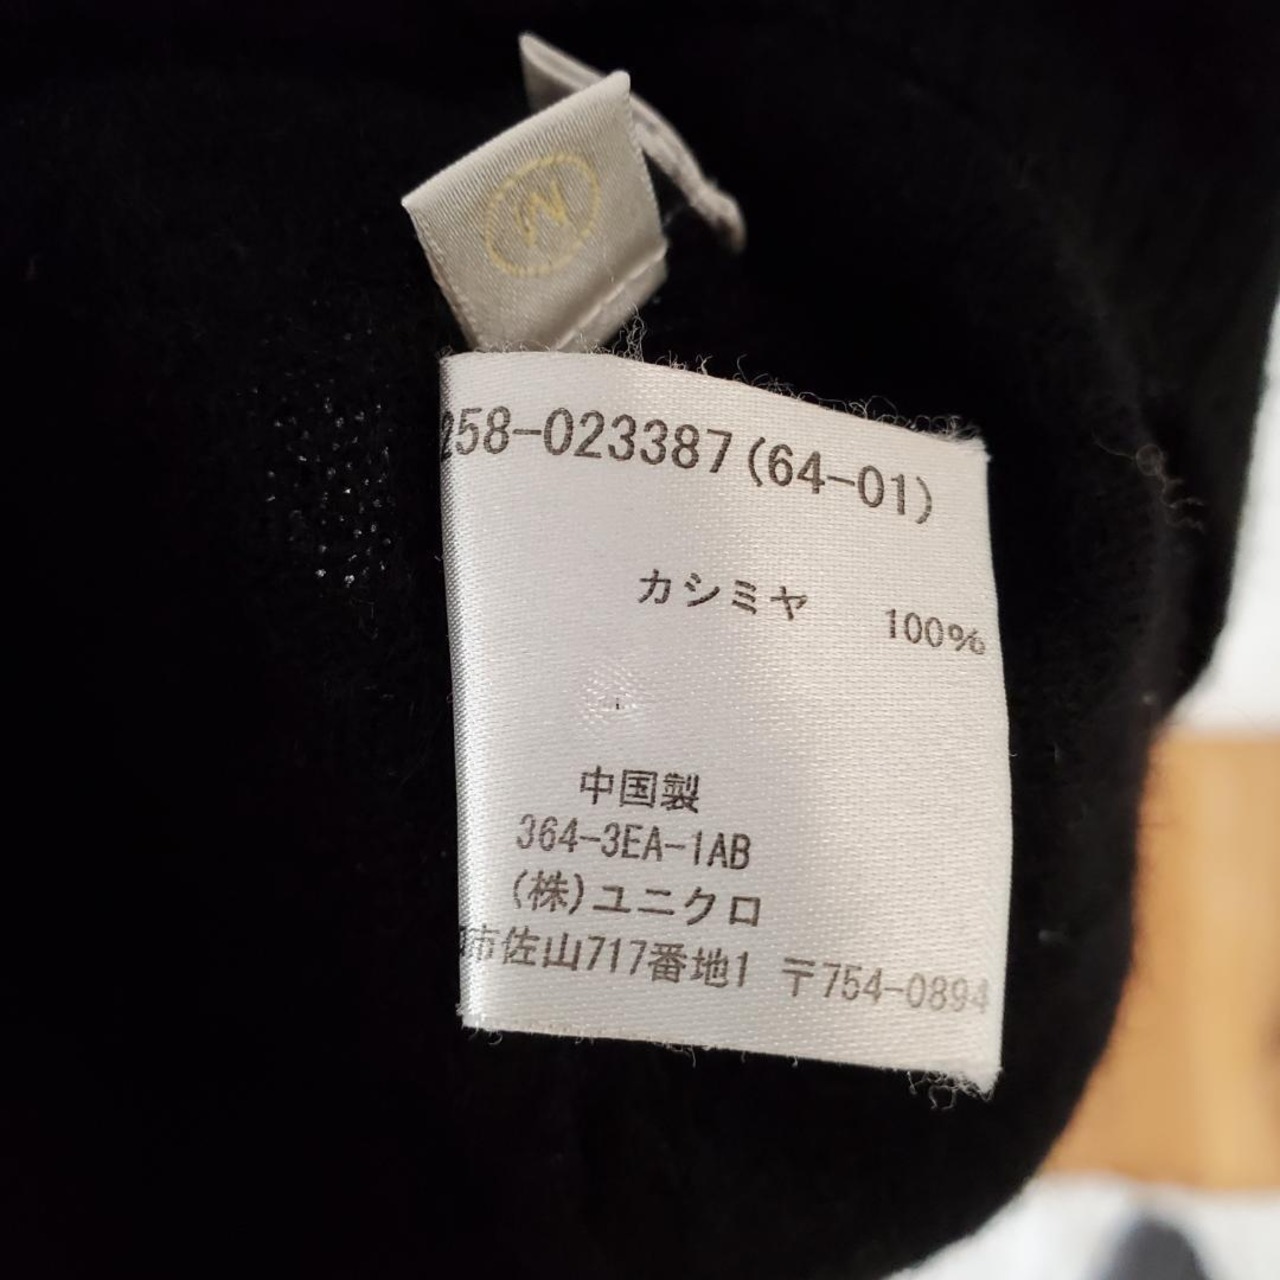 258-023387(64-01)
カシミヤ 100%
中国製
364-3EA-1AB
(株)ユニクロ
市佐山717番地1 〒754-0894